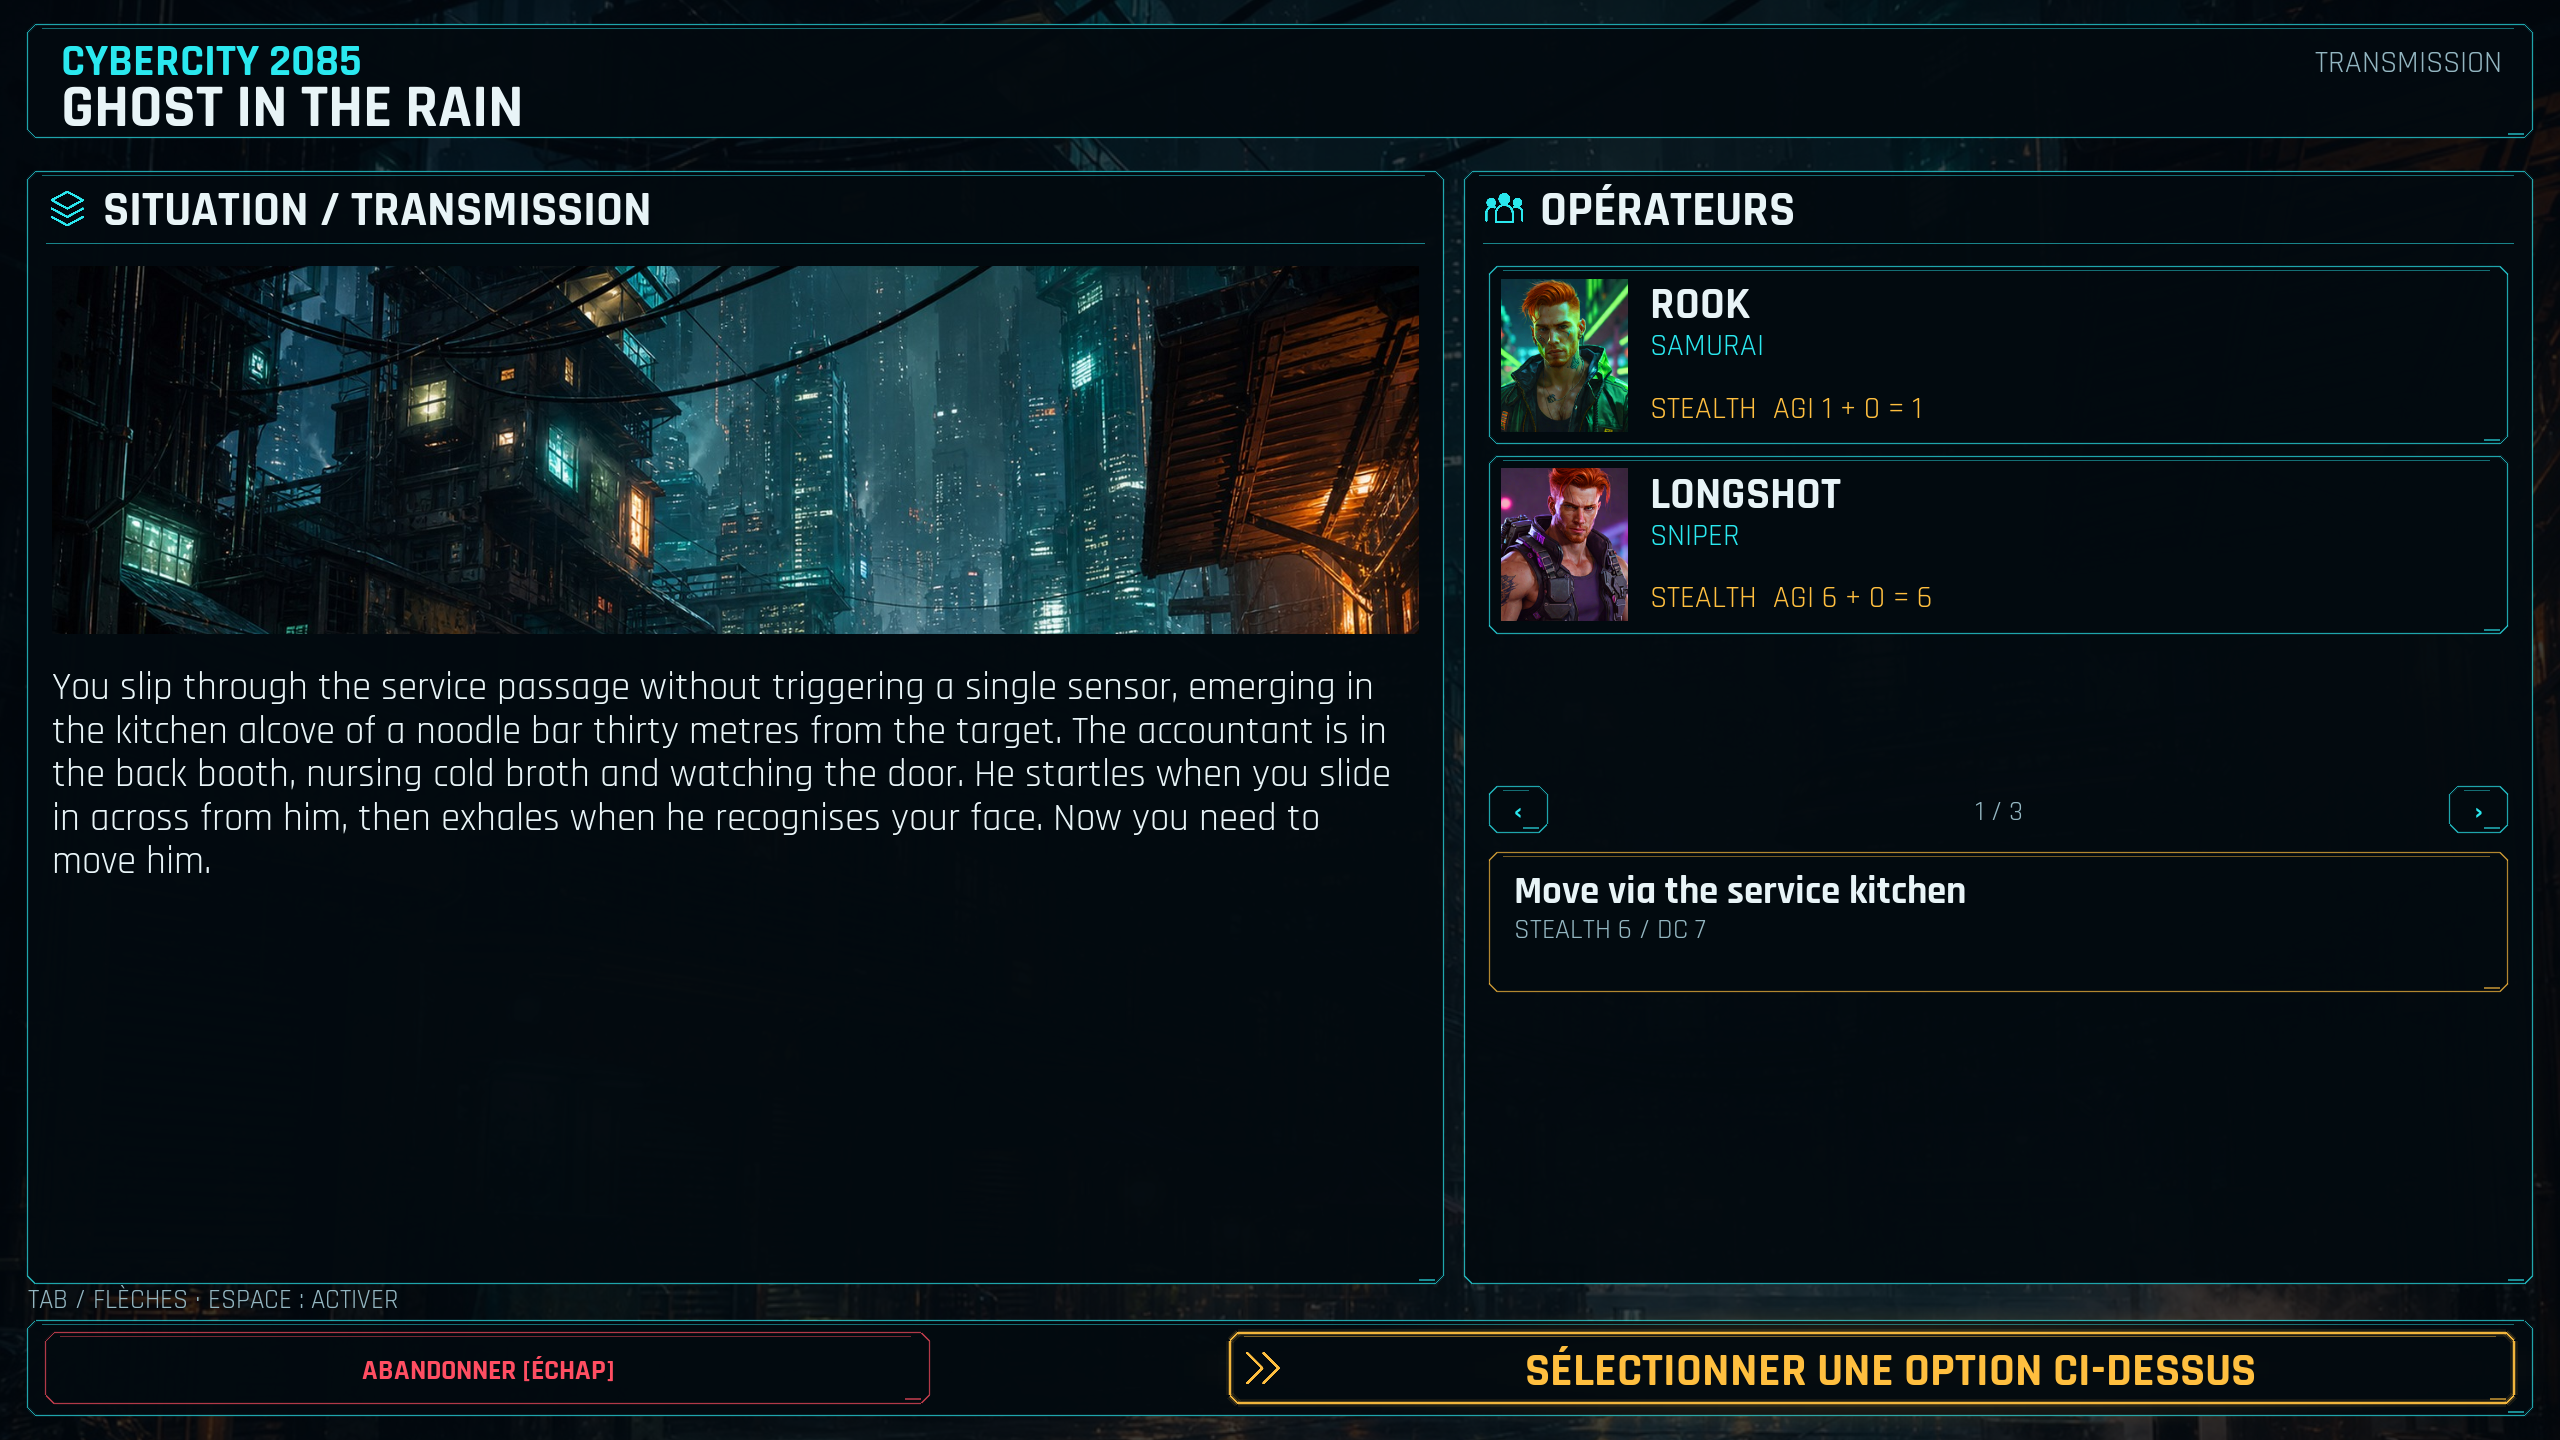 CYBERCITY 2085
GHOST IN THE RAIN
TRANSMISSION
SITUATION / TRANSMISSION
You slip through the service passage without triggering a single sensor, emerging in
the kitchen alcove of a noodle bar thirty metres from the target. The accountant is in
the back booth, nursing cold broth and watching the door. He startles when you slide
in across from him, then exhales when he recognises your face. Now you need to
move him.
OPÉRATEURS
ROOK
SAMURAI
STEALTH AGI 1 + 0 = 1
LONGSHOT
SNIPER
STEALTH AGI 6 + 0 = 6
‹ 1 / 3 ›
Move via the service kitchen
STEALTH 6 / DC 7
TAB / FLÈCHES · ESPACE : ACTIVER
ABANDONNER [ÉCHAP]
SÉLECTIONNER UNE OPTION CI-DESSUS